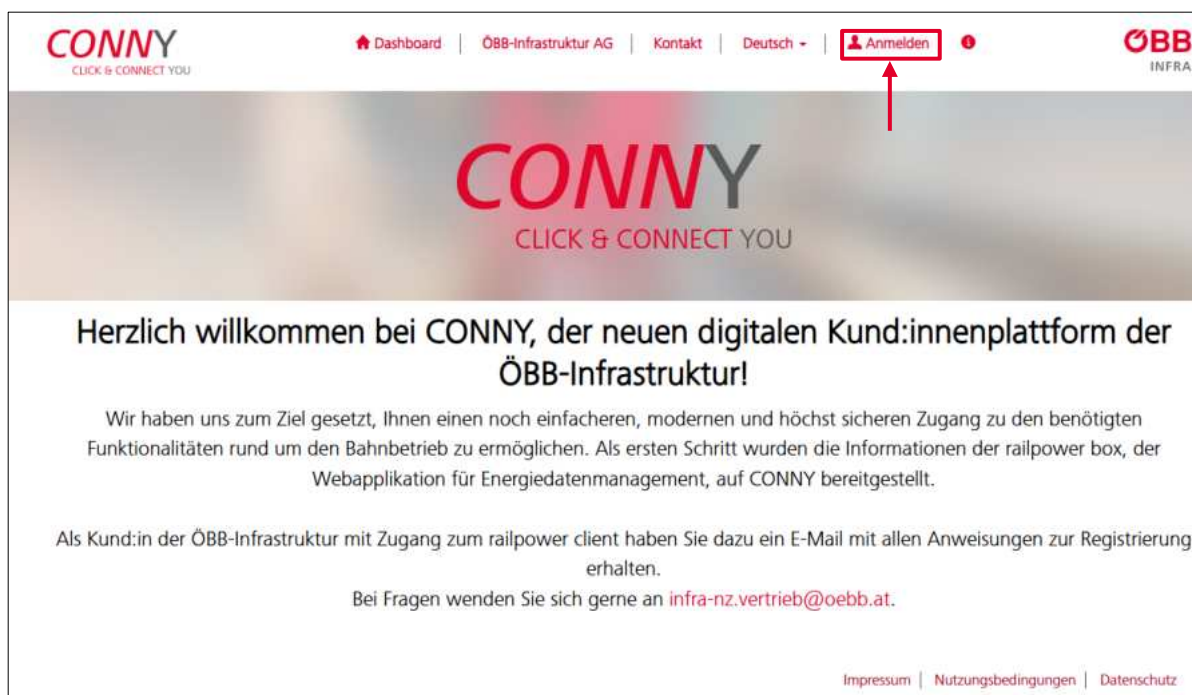 CONNY
CLICK & CONNECT YOU
Dashboard | ÖBB-Infrastruktur AG | Kontakt | Deutsch | Anmelden
ÖBB
INFRA
CONNY
CLICK & CONNECT YOU
Herzlich willkommen bei CONNY, der neuen digitalen Kund:innenplattform der
ÖBB-Infrastruktur!
Wir haben uns zum Ziel gesetzt, Ihnen einen noch einfacheren, modernen und höchst sicheren Zugang zu den benötigten
Funktionalitäten rund um den Bahnbetrieb zu ermöglichen. Als ersten Schritt wurden die Informationen der railpower box, der
Webapplikation für Energiedatenmanagement, auf CONNY bereitgestellt.
Als Kund:in der ÖBB-Infrastruktur mit Zugang zum railpower client haben Sie dazu ein E-Mail mit allen Anweisungen zur Registrierung
erhalten.
Bei Fragen wenden Sie sich gerne an infra-nz.vertrieb@oebb.at.
Impressum | Nutzungsbedingungen | Datenschutz